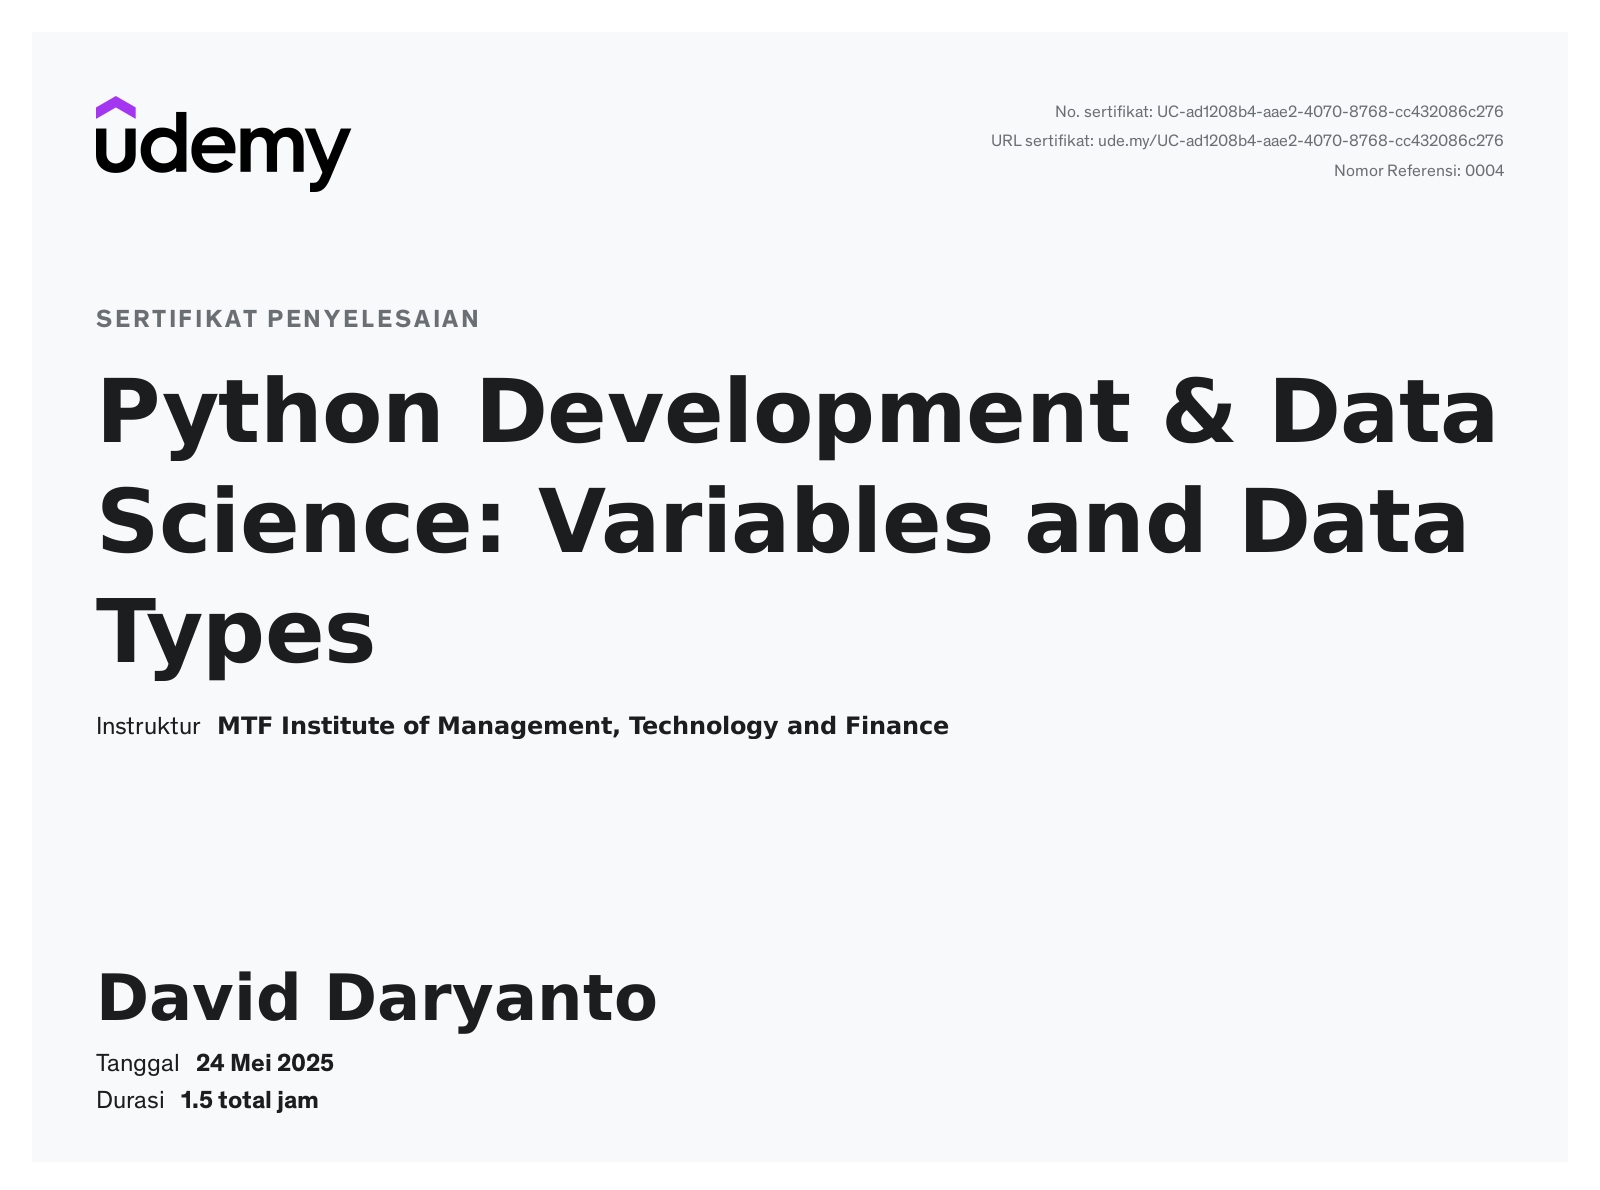 udemy
No. sertifikat: UC-ad1208b4-aae2-4070-8768-cc432086c276
URL sertifikat: ude.my/UC-ad1208b4-aae2-4070-8768-cc432086c276
Nomor Referensi: 0004
SERTIFIKAT PENYELESAIAN
Python Development & Data
Science: Variables and Data
Types
Instruktur MTF Institute of Management, Technology and Finance
David Daryanto
Tanggal 24 Mei 2025
Durasi 1.5 total jam